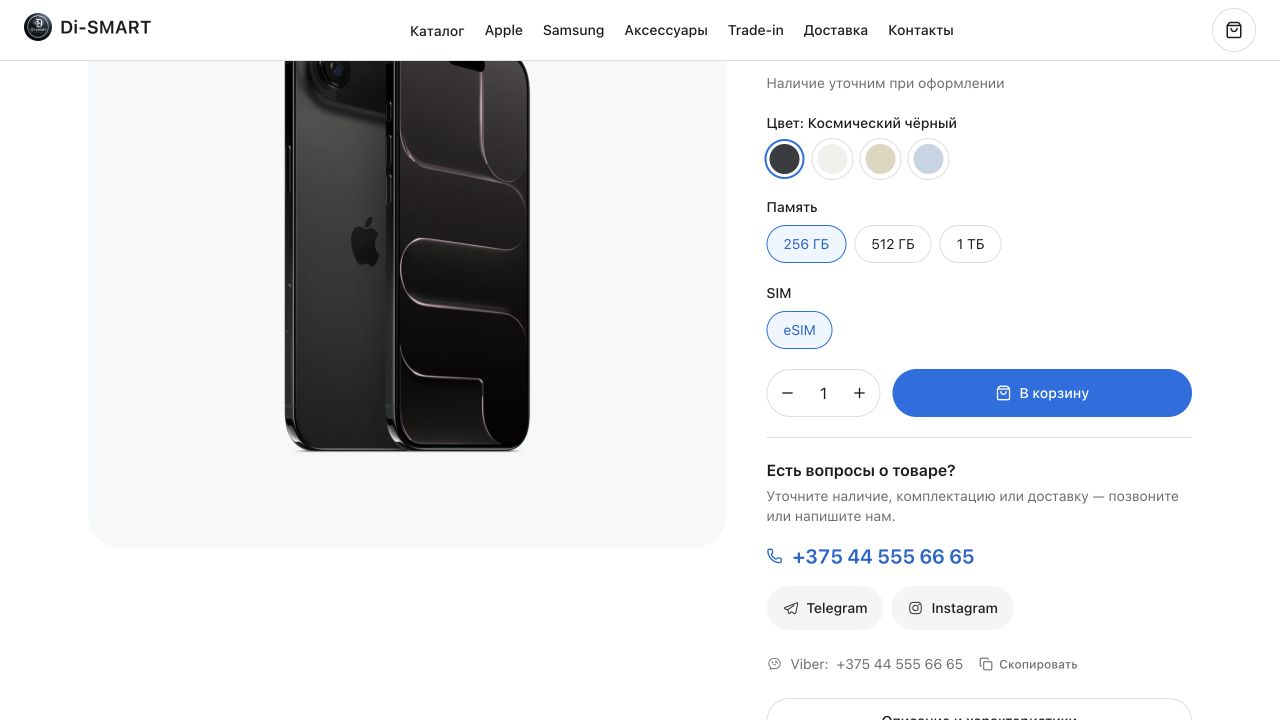 Di-SMART
Каталог
Apple
Samsung
Аксессуары
Trade-in
Доставка
Контакты
Наличие уточним при оформлении
Цвет: Космический чёрный
Память
256 ГБ
512 ГБ
1 ТБ
SIM
eSIM
− 1 +
В корзину
Есть вопросы о товаре?
Уточните наличие, комплектацию или доставку — позвоните
или напишите нам.
+375 44 555 66 65
Telegram
Instagram
Viber: +375 44 555 66 65
Скопировать
Описание и характеристики